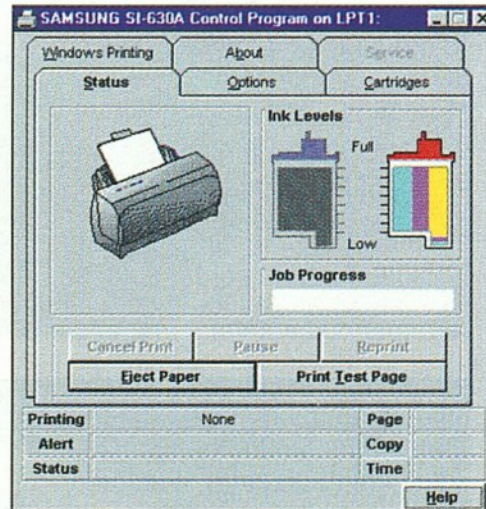 SAMSUNG SI-630A Control Program on LPT1:
Windows Printing About Service
Status Options Cartridges
Ink Levels
Full
Low
Job Progress
Cancel Print Pause Reprint
Eject Paper Print Test Page
Printing None Page
Alert Copy
Status Time
Help